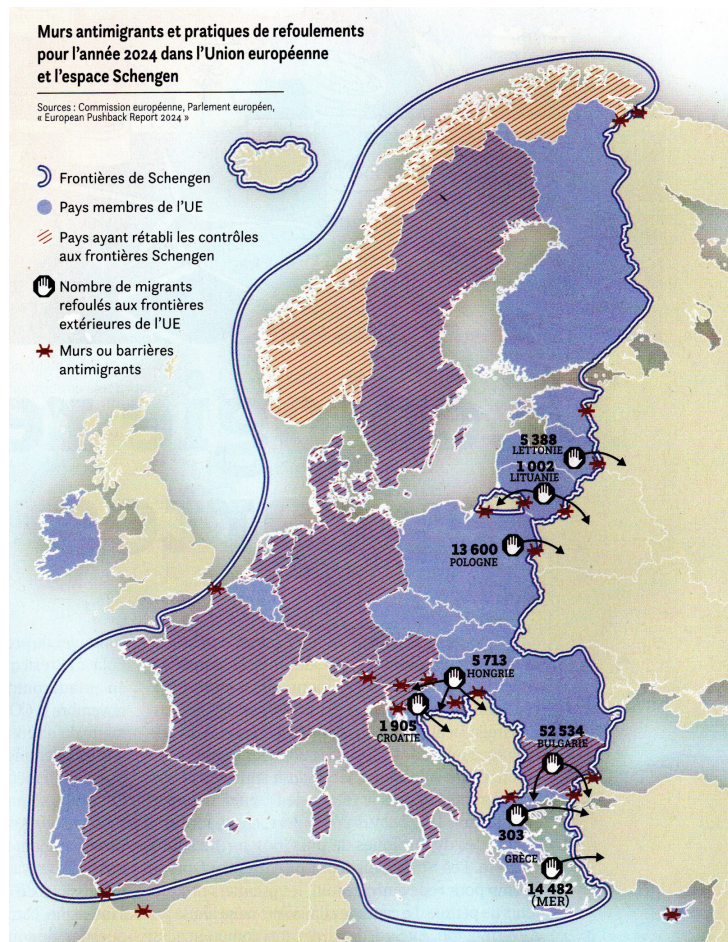 Murs antimigrants et pratiques de refoulements
pour l’année 2024 dans l’Union européenne
et l’espace Schengen
Sources : Commission européenne, Parlement européen,
« European Pushback Report 2024 »
Frontières de Schengen
Pays membres de l’UE
Pays ayant rétabli les contrôles
aux frontières Schengen
Nombre de migrants
refoulés aux frontières
extérieures de l’UE
Murs ou barrières
antimigrants
5 388
LETTONIE
1 002
LITUANIE
13 600
POLOGNE
5 713
HONGRIE
1 905
CROATIE
52 534
BULGARIE
303
GRÈCE
14 482
(MER)